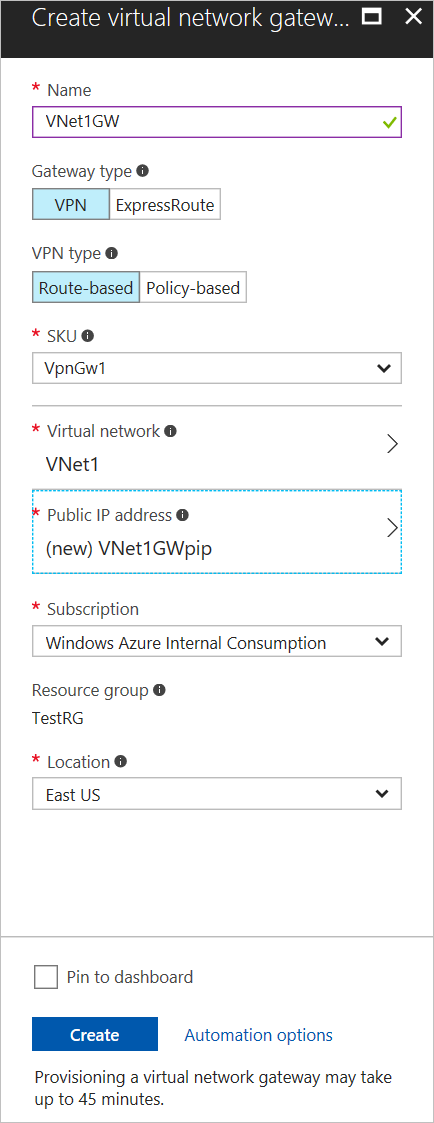 Create virtual network gatew...
* Name
VNet1GW
Gateway type
VPN
ExpressRoute
VPN type
Route-based
Policy-based
* SKU
VpnGw1
* Virtual network
VNet1
* Public IP address
(new) VNet1GWpip
* Subscription
Windows Azure Internal Consumption
Resource group
TestRG
* Location
East US
Pin to dashboard
Create
Automation options
Provisioning a virtual network gateway may take
up to 45 minutes.